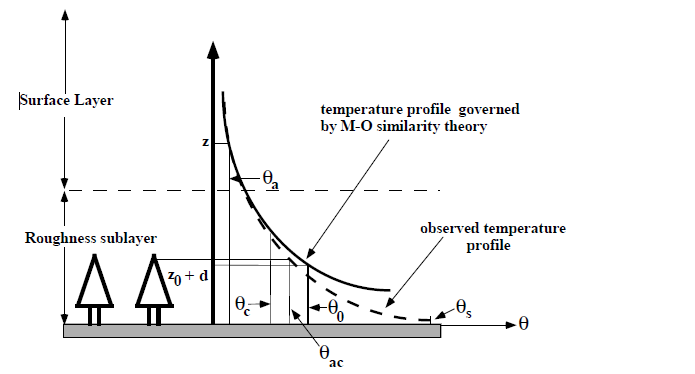 Surface Layer
temperature profile governed
by M-O similarity theory
z
θa
observed temperature
profile
Roughness sublayer
z0 + d
θc
θ0
θs
θ
θac